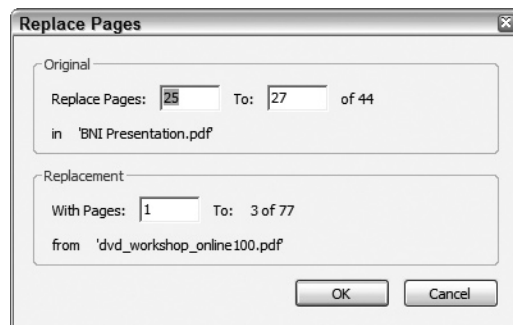 Replace Pages
Original
Replace Pages: 25 To: 27 of 44
in 'BNI Presentation.pdf'
Replacement
With Pages: 1 To: 3 of 77
from 'dvd_workshop_online100.pdf'
OK Cancel